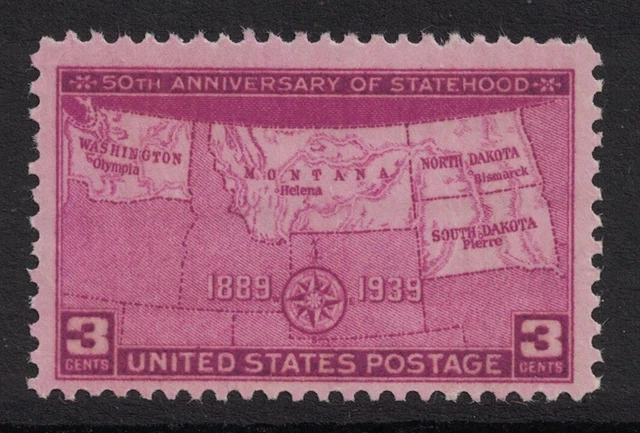 50TH ANNIVERSARY OF STATEHOOD
WASHINGTON
Olympia
MONTANA
Helena
NORTH DAKOTA
Bismarck
SOUTH DAKOTA
Pierre
1889 1939
3 CENTS
UNITED STATES POSTAGE
3 CENTS